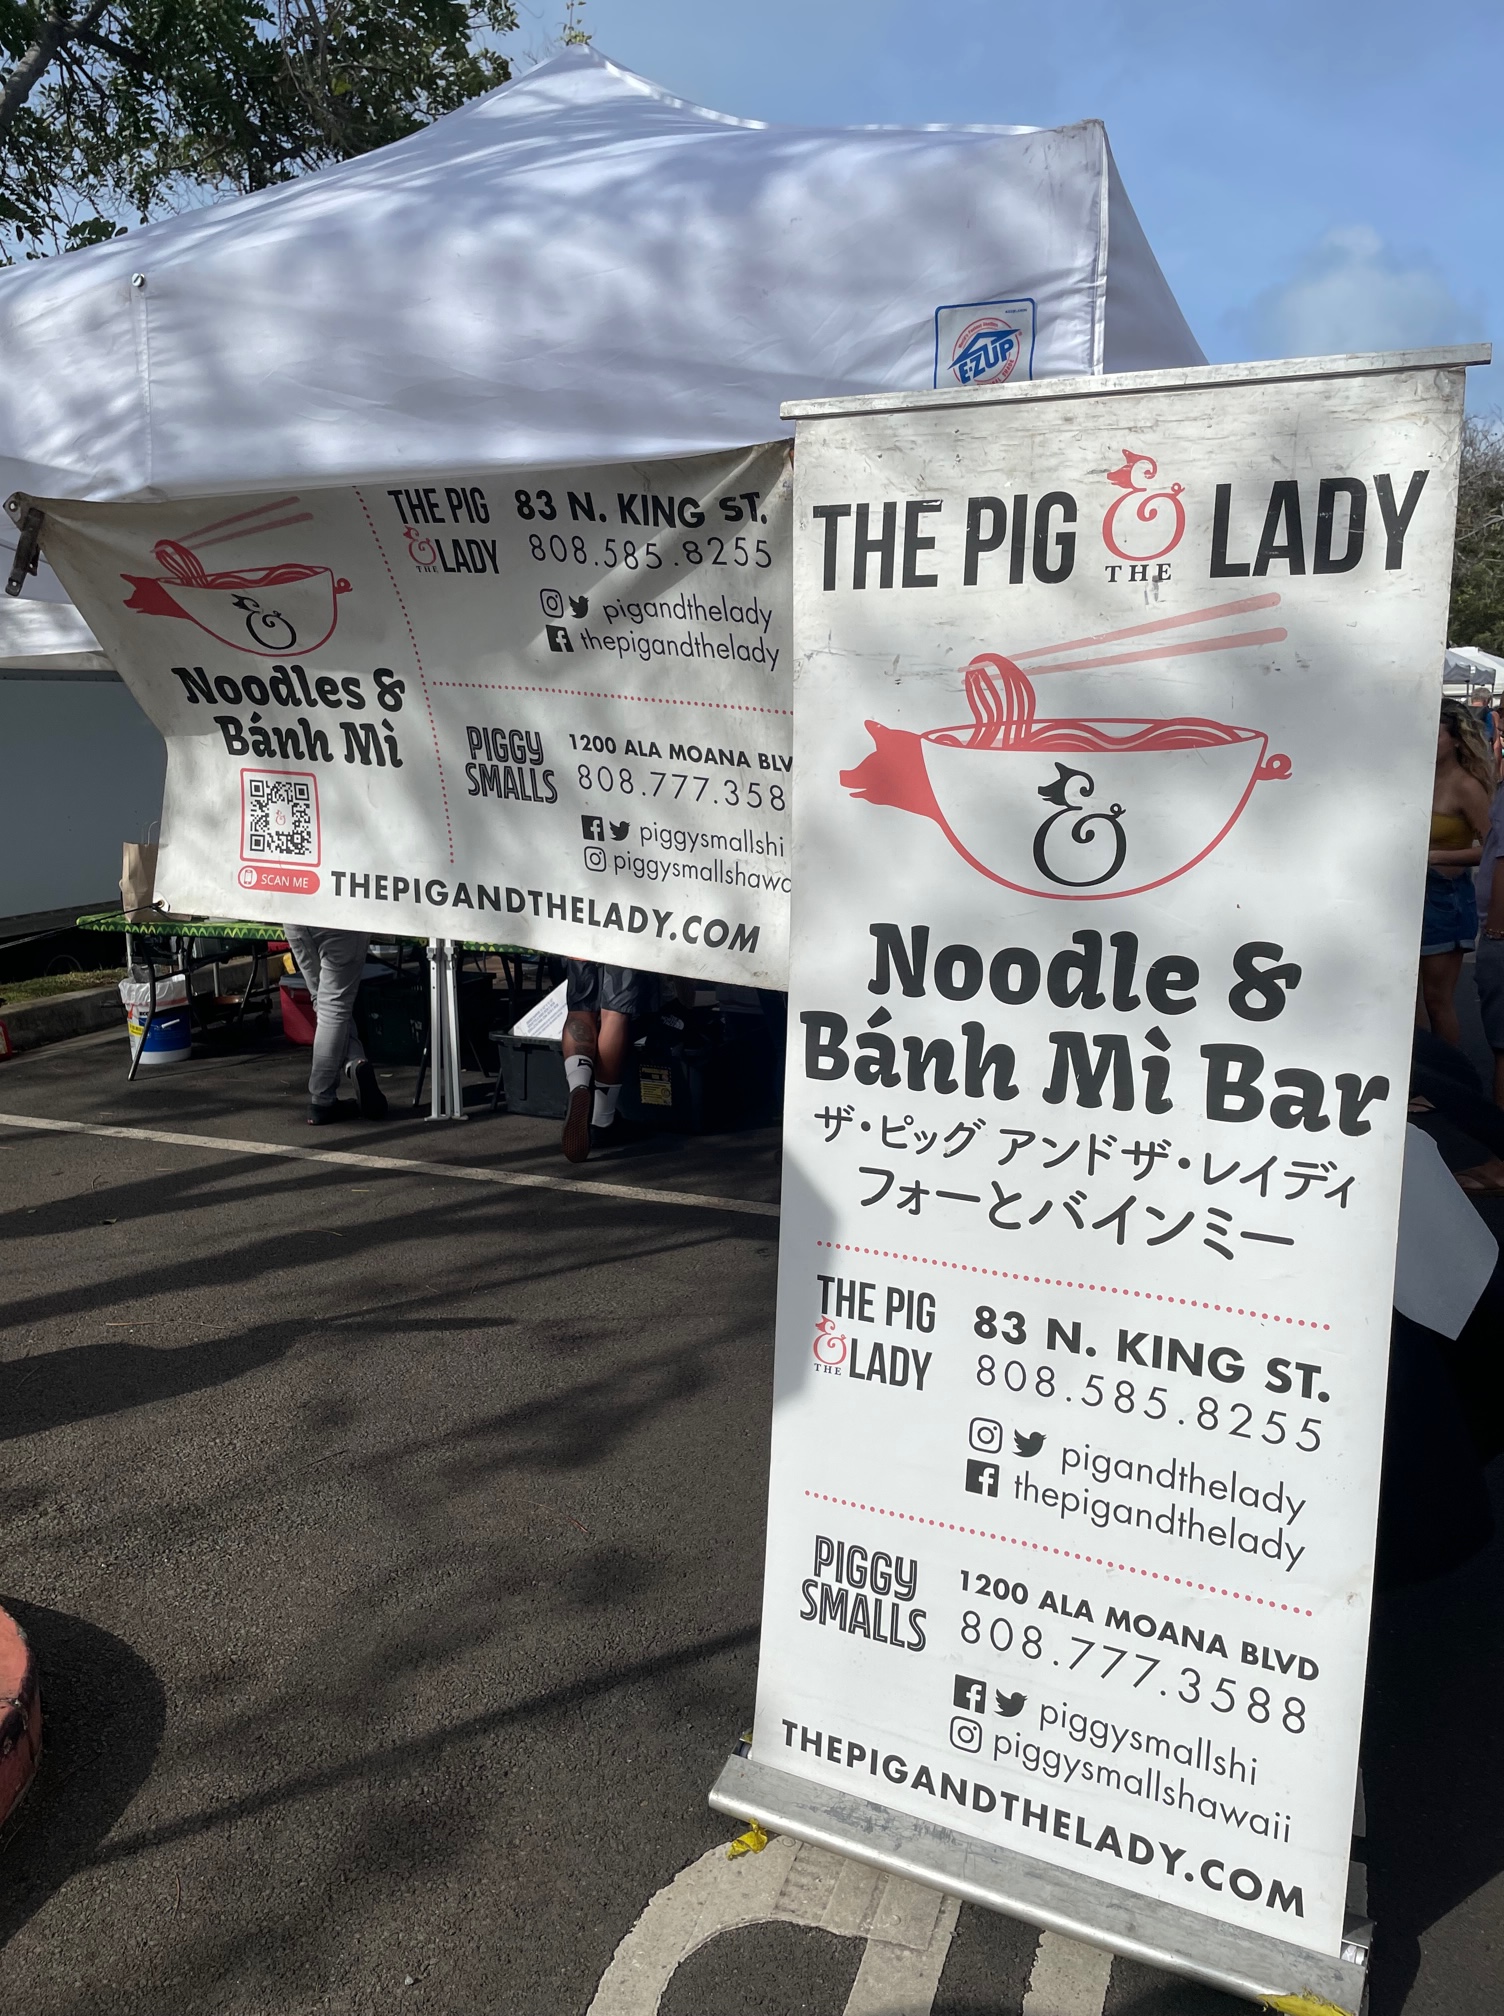 E-Z UP
THE PIG
& THE LADY
83 N. KING ST.
808.585.8255
pigandthelady
thepigandthelady
&
Noodles &
Bánh Mì
SCAN ME
PIGGY
SMALLS
1200 ALA MOANA BLV
808.777.358
piggysmallshi
piggysmallshawa
THEPIGANDTHELADY.COM
THE PIG & THE LADY
&
Noodle &
Bánh Mì Bar
ザ・ピッグ アンド ザ・レイディ
フォーとバインミー
THE PIG
& THE LADY
83 N. KING ST.
808.585.8255
pigandthelady
thepigandthelady
PIGGY
SMALLS
1200 ALA MOANA BLVD
808.777.3588
piggysmallshi
piggysmallshawaii
THEPIGANDTHELADY.COM